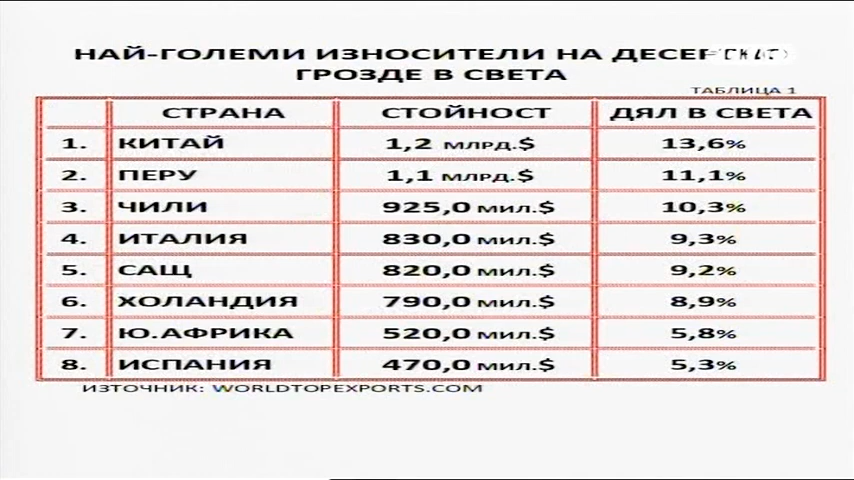 НАЙ-ГОЛЕМИ ИЗНОСИТЕЛИ НА
ГРОЗДЕ В СВЕТА
ТАБЛИЦА 1
СТРАНА СТОЙНОСТ ДЯЛ В СВЕТА
1. КИТАЙ 1,2 МЛРД.$ 13,6%
2. ПЕРУ 1,1 МЛРД.$ 11,1%
3. ЧИЛИ 925,0 МИЛ.$ 10,3%
4. ИТАЛИЯ 830,0 МИЛ.$ 9,3%
5. САЩ 820,0 МИЛ.$ 9,2%
6. ХОЛАНДИЯ 790,0 МИЛ.$ 8,9%
7. Ю.АФРИКА 520,0 МИЛ.$ 5,8%
8. ИСПАНИЯ 470,0 МИЛ.$ 5,3%
ИЗТОЧНИК: WORLDTOPEXPORTS.COM